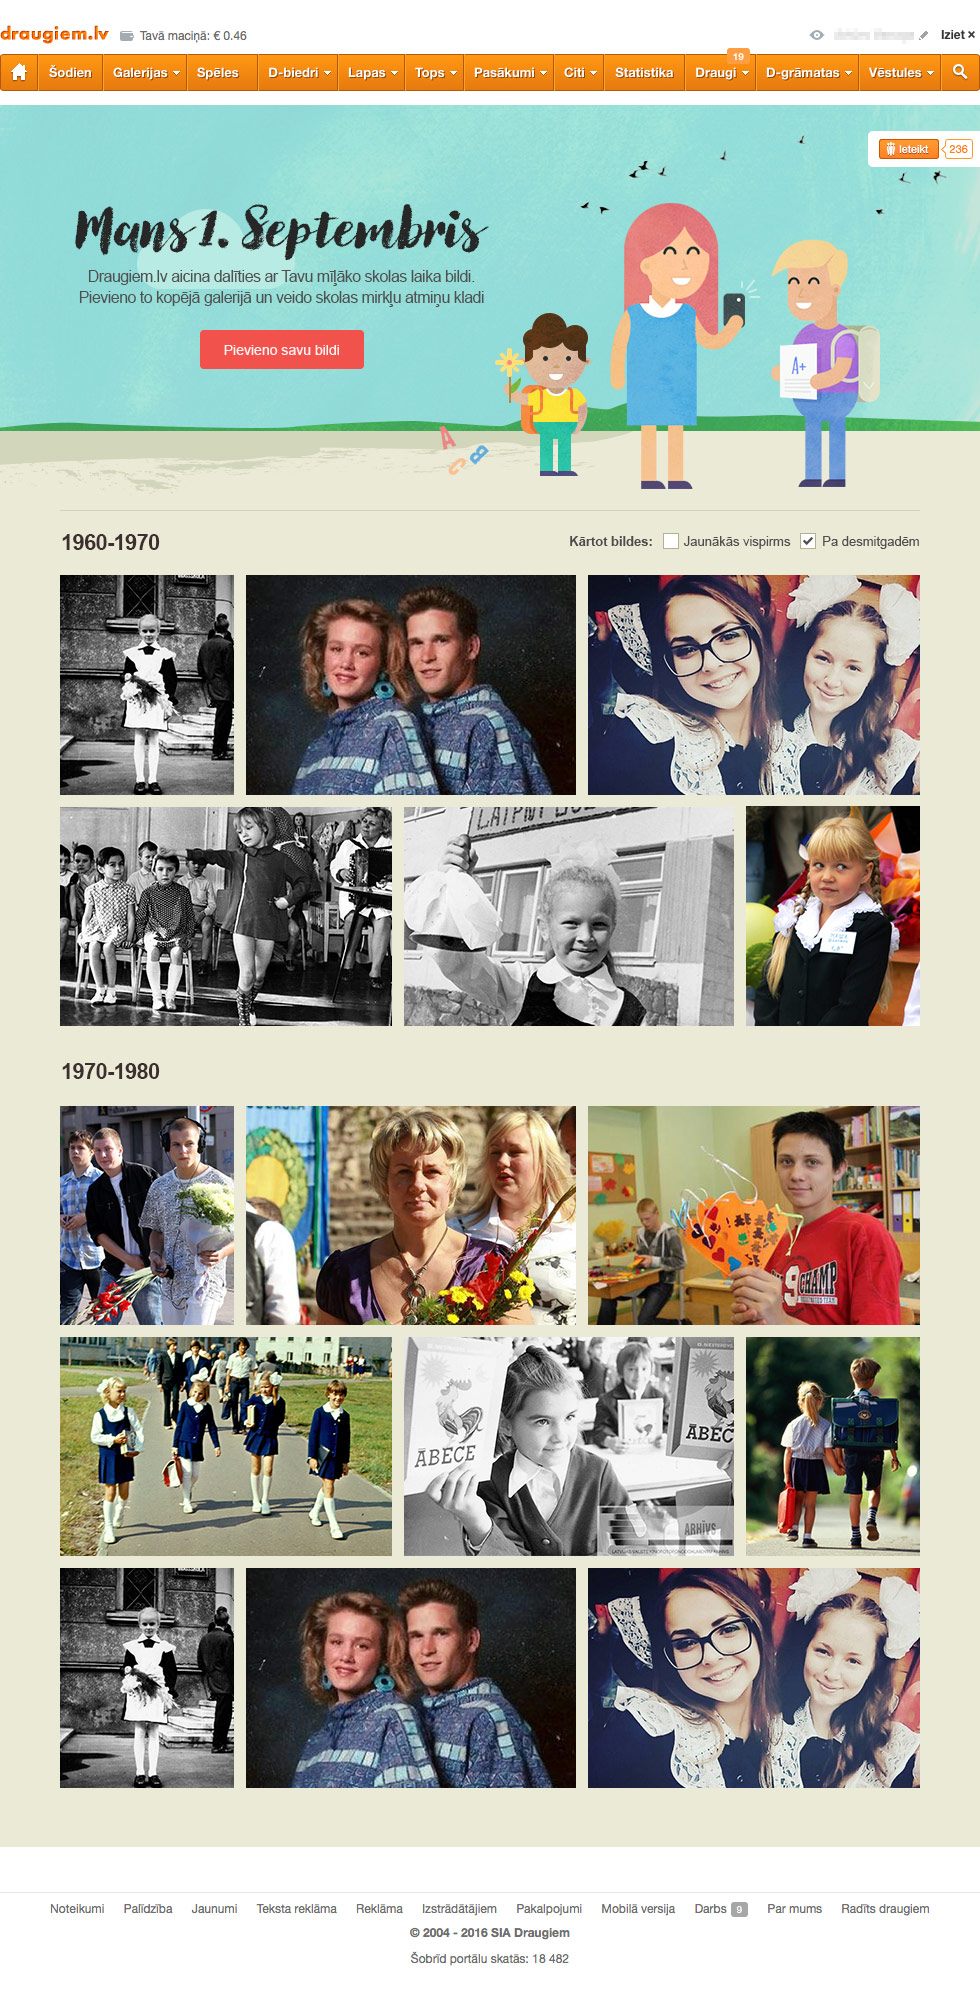 draugiem.lv
Tavā maciņā: € 0.46
Iziet ×
19
Šodien Galerijas Spēles D-biedri Lapas Tops Pasākumi Citi Statistika Draugi D-grāmatas Vēstules
Ieteikt 236
Mans 1. Septembris
Draugiem.lv aicina dalīties ar Tavu mīļāko skolas laika bildi.
Pievieno to kopējā galerijā un veido skolas mirkļu atmiņu kladi
Pievieno savu bildi
A+
A
B
C
1960-1970
Kārtot bildes: Jaunākās vispirms Pa desmitgadēm
LAIPNI
1970-1980
9 CHAMP
ĀBECE
ĀBEC
ARHĪVS
Noteikumi Palīdzība Jaunumi Teksta reklāma Reklāma Izstrādātājiem Pakalpojumi Mobilā versija Darbs 9 Par mums Radīts draugiem
© 2004 - 2016 SIA Draugiem
Šobrīd portālu skatās: 18 482